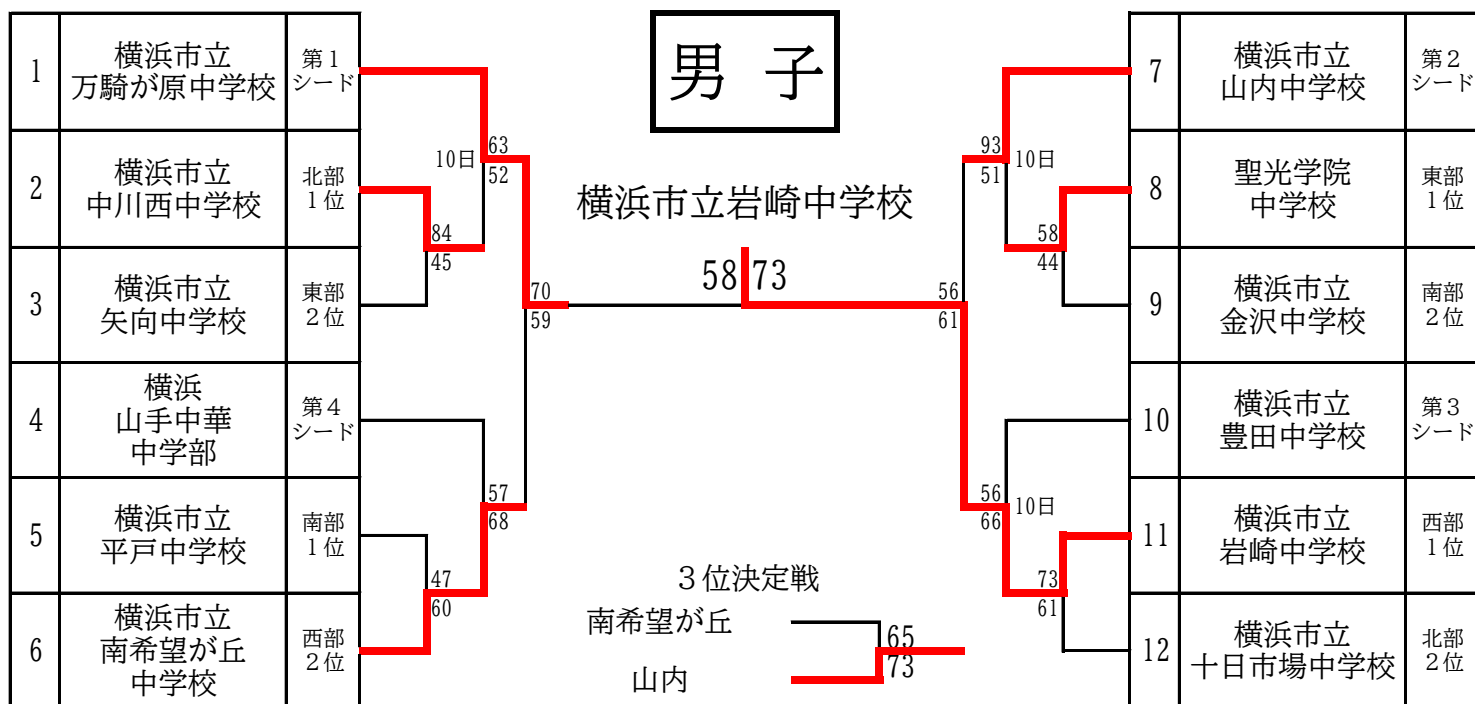 男 子
1
横浜市立
万騎が原中学校
第1
シード
2
横浜市立
中川西中学校
北部
1位
3
横浜市立
矢向中学校
東部
2位
4
横浜
山手中華
中学部
第4
シード
5
横浜市立
平戸中学校
南部
1位
6
横浜市立
南希望が丘
中学校
西部
2位
10日
63
52
84
45
70
59
57
68
47
60
横浜市立岩崎中学校
58 73
3位決定戦
南希望が丘
山内
65
73
93
51
10日
58
44
56
61
56
66
10日
73
61
7
横浜市立
山内中学校
第2
シード
8
聖光学院
中学校
東部
1位
9
横浜市立
金沢中学校
南部
2位
10
横浜市立
豊田中学校
第3
シード
11
横浜市立
岩崎中学校
西部
1位
12
横浜市立
十日市場中学校
北部
2位